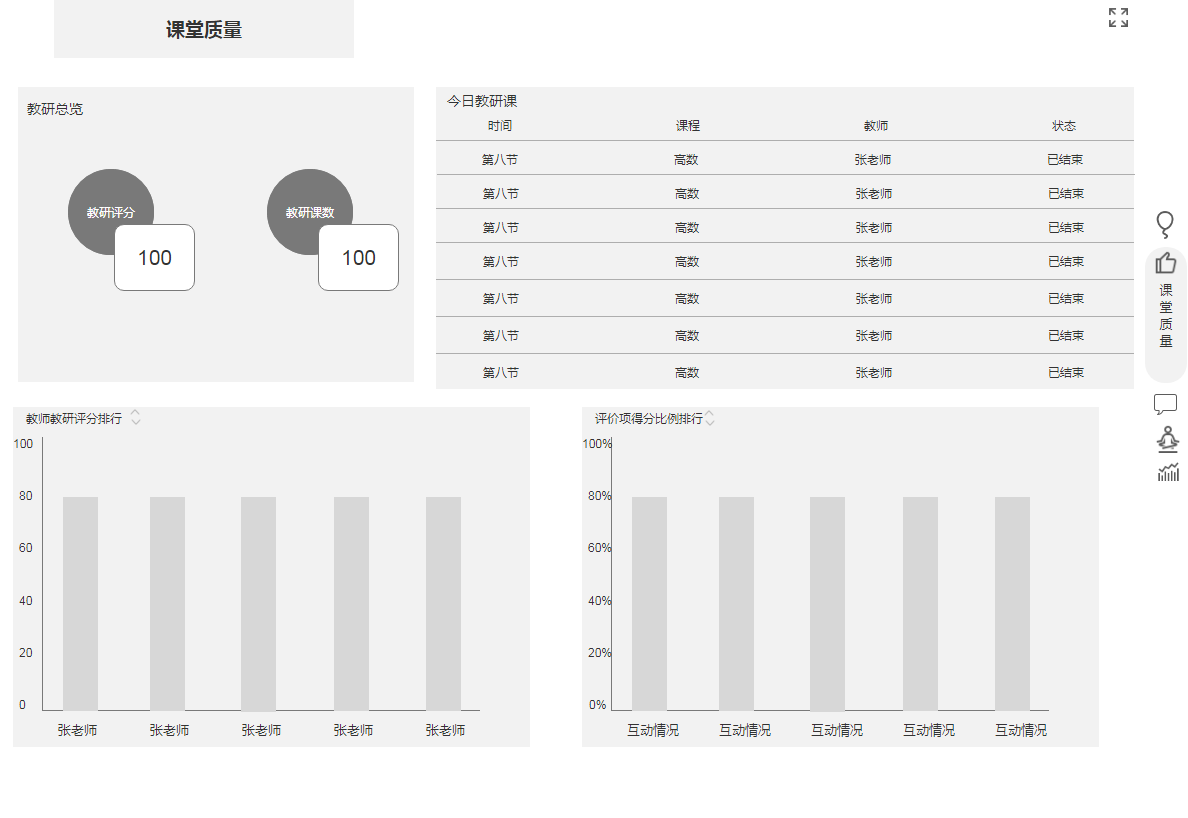 课堂质量
教研总览
教研评分
100
教研课数
100
今日教研课
时间 课程 教师 状态
第八节 高数 张老师 已结束
第八节 高数 张老师 已结束
第八节 高数 张老师 已结束
第八节 高数 张老师 已结束
第八节 高数 张老师 已结束
第八节 高数 张老师 已结束
第八节 高数 张老师 已结束
课
堂
质
量
教师教研评分排行
100
80
60
40
20
0
张老师 张老师 张老师 张老师 张老师
评价项得分比例排行
100%
80%
60%
40%
20%
0%
互动情况 互动情况 互动情况 互动情况 互动情况